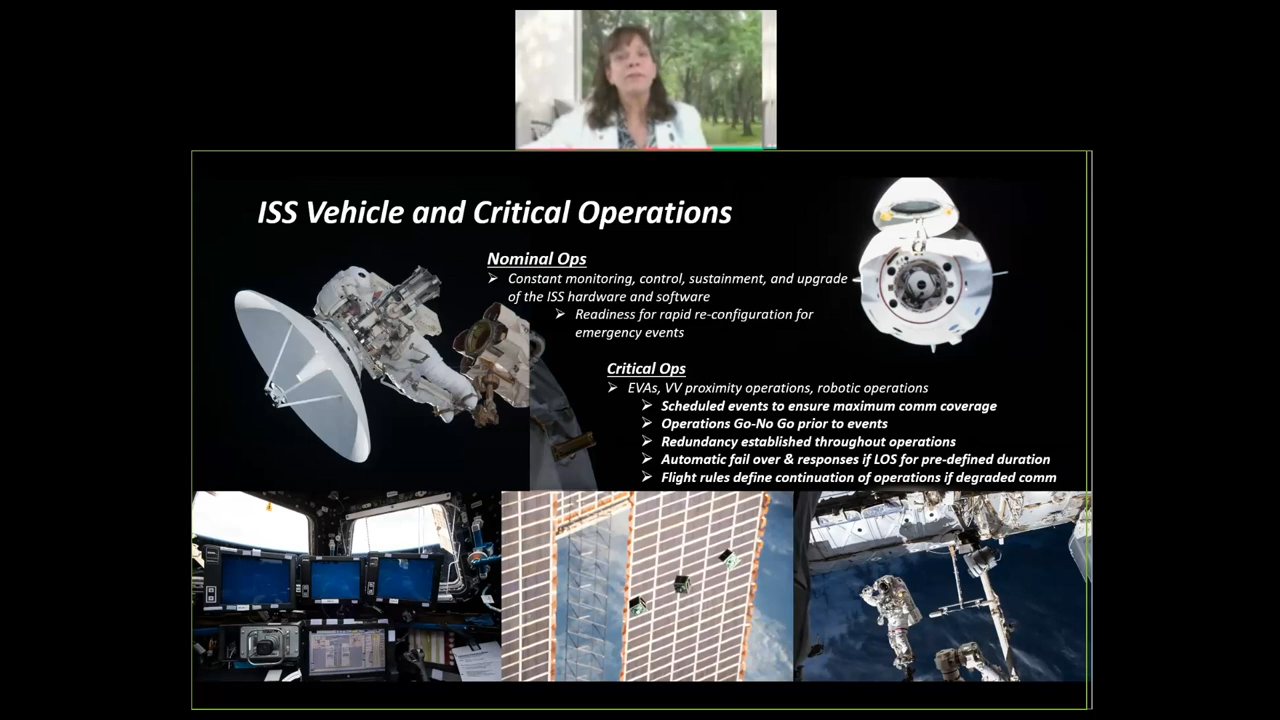 ISS Vehicle and Critical Operations
Nominal Ops
➢ Constant monitoring, control, sustainment, and upgrade
of the ISS hardware and software
➢ Readiness for rapid re-configuration for
emergency events
Critical Ops
➢ EVAs, VV proximity operations, robotic operations
➢ Scheduled events to ensure maximum comm coverage
➢ Operations Go-No Go prior to events
➢ Redundancy established throughout operations
➢ Automatic fail over & responses if LOS for pre-defined duration
➢ Flight rules define continuation of operations if degraded comm